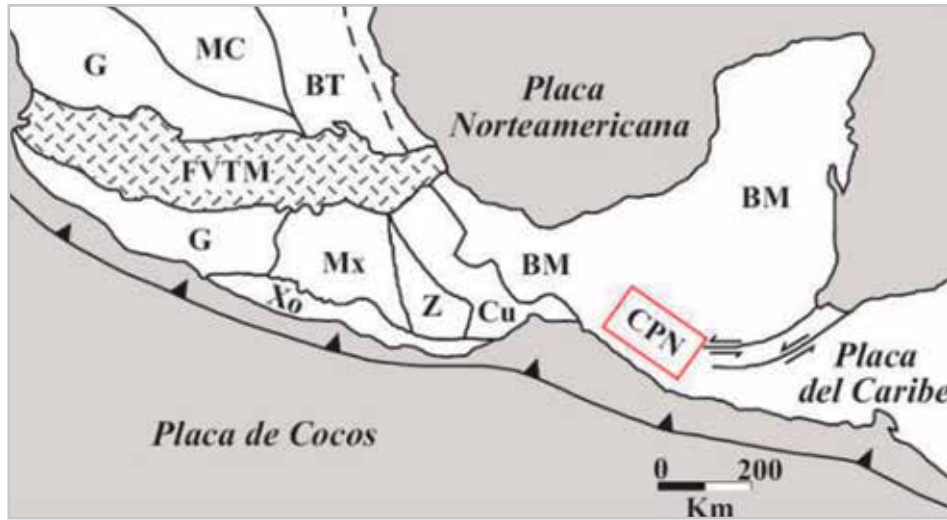 G
MC
BT
Placa
Norteamericana
FVTM
BM
G
Mx
BM
Xo
Z
Cu
CPN
Placa
del Caribe
Placa de Cocos
0 200
Km